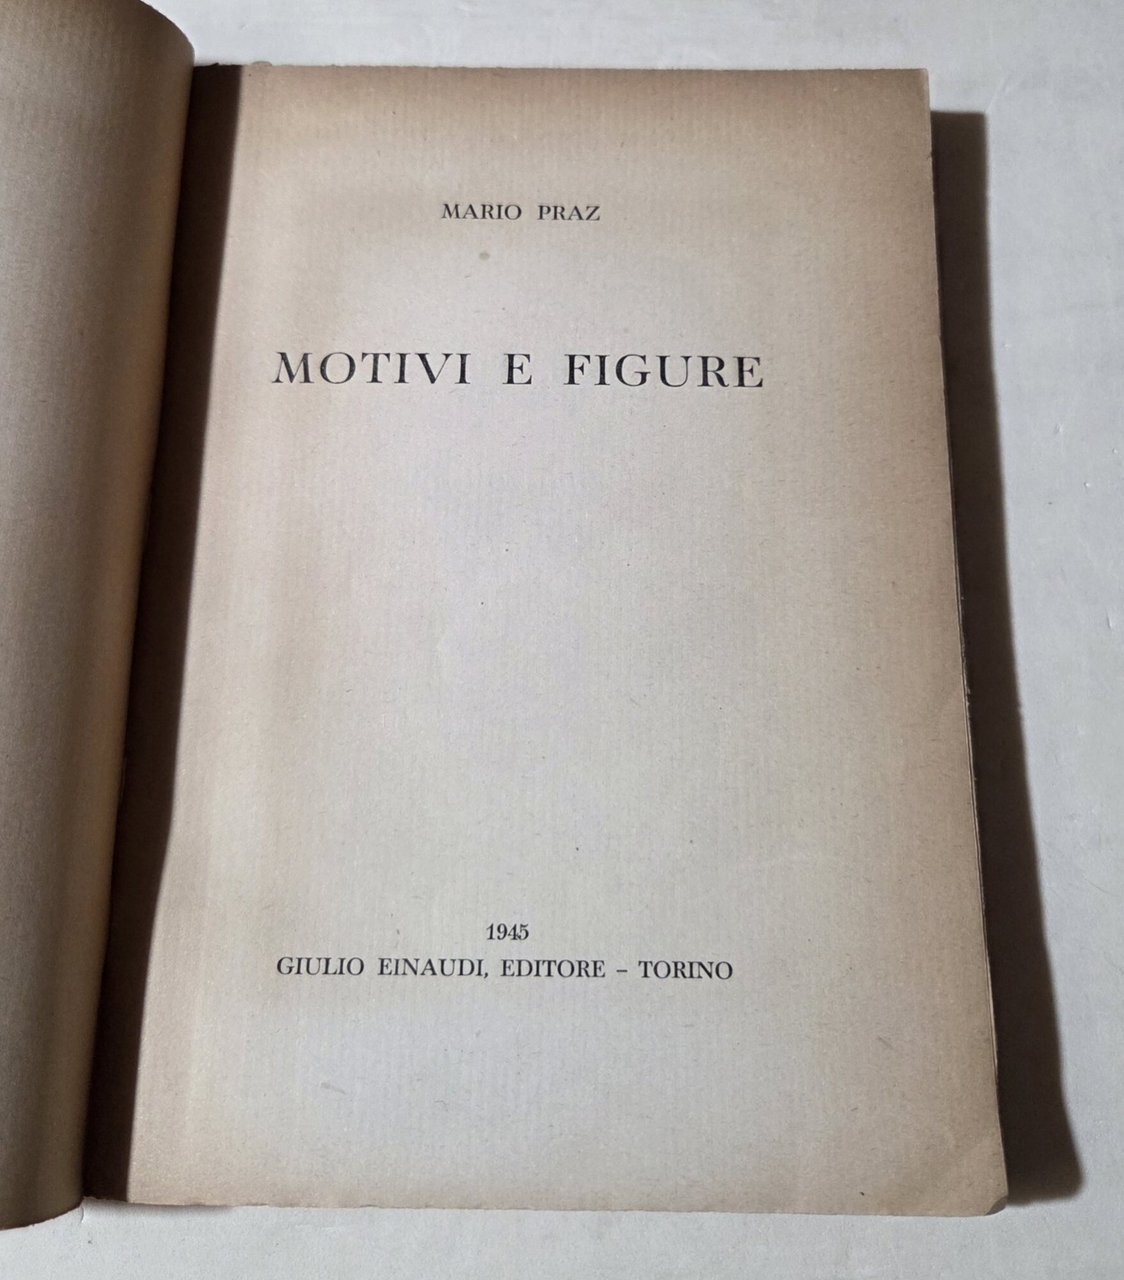 MARIO PRAZ
MOTIVI E FIGURE
1945
GIULIO EINAUDI, EDITORE – TORINO